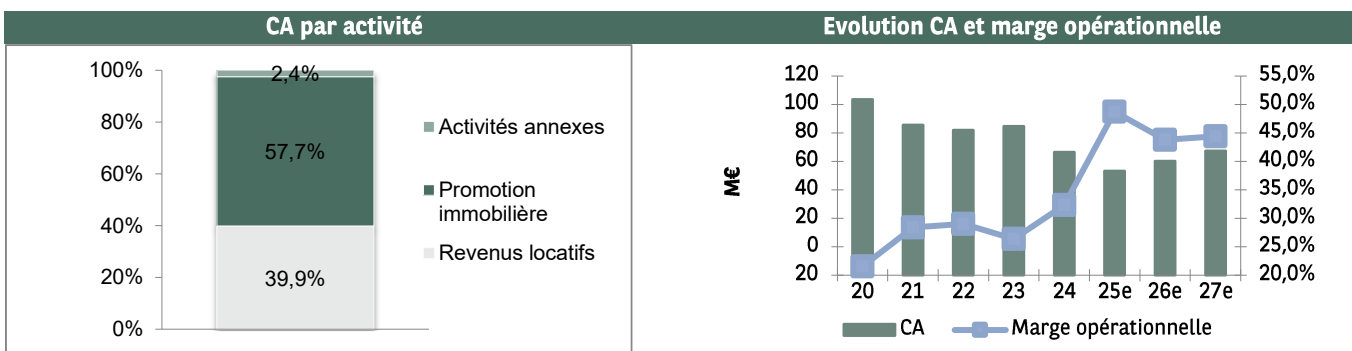 CA par activité
100%
80%
60%
40%
20%
0%
2,4%
57,7%
39,9%
Activités annexes
Promotion
immobilière
Revenus locatifs
Evolution CA et marge opérationnelle
M€
120
100
80
60
40
20
0
20
55,0%
50,0%
45,0%
40,0%
35,0%
30,0%
25,0%
20,0%
20 21 22 23 24 25e 26e 27e
CA Marge opérationnelle